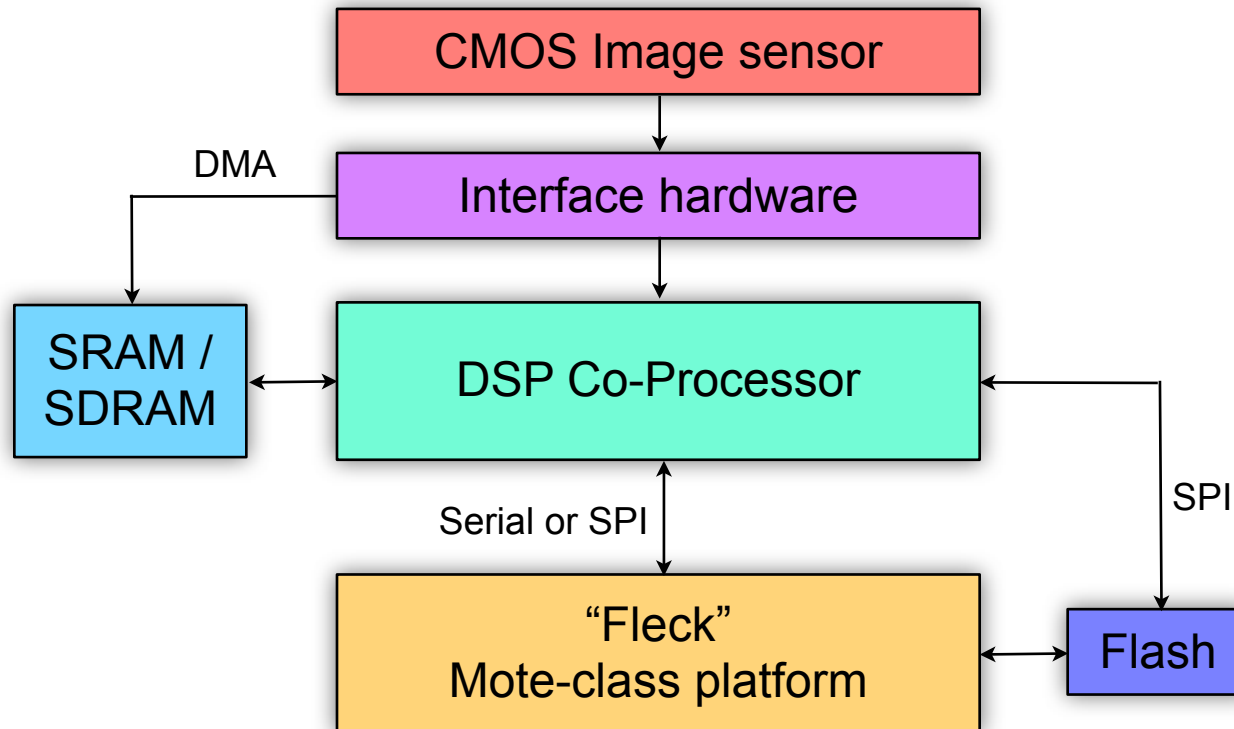 CMOS Image sensor
DMA
Interface hardware
SRAM /
SDRAM
DSP Co-Processor
Serial or SPI
SPI
“Fleck”
Mote-class platform
Flash